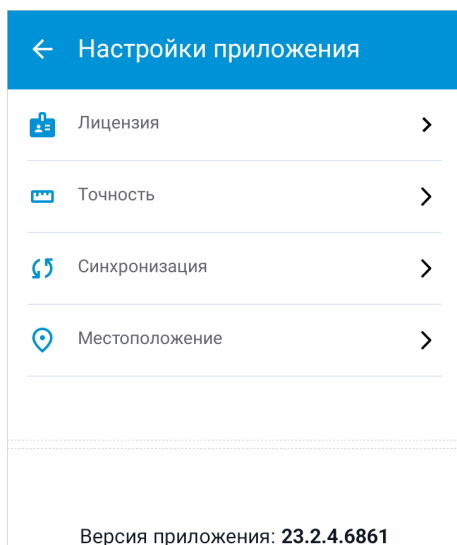 Настройки приложения
Лицензия
Точность
Синхронизация
Местоположение
Версия приложения: 23.2.4.6861